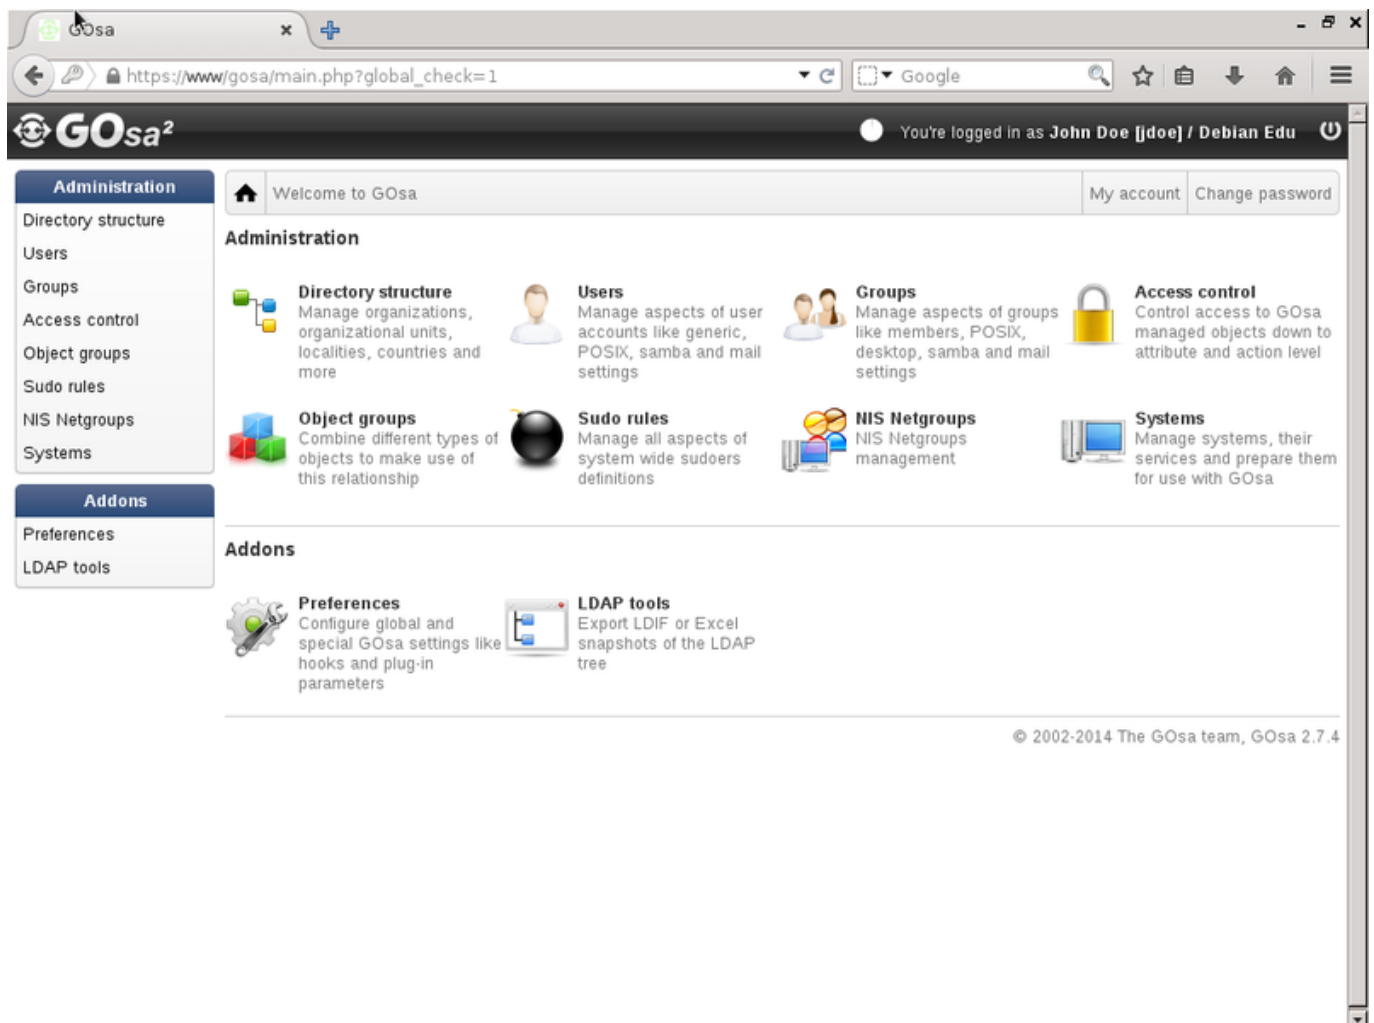 GOsa
https://www/gosa/main.php?global_check=1
Google
GOsa²
You're logged in as John Doe [jdoe] / Debian Edu
Administration
Directory structure
Users
Groups
Access control
Object groups
Sudo rules
NIS Netgroups
Systems
Addons
Preferences
LDAP tools
Welcome to GOsa
My account
Change password
Administration
Directory structure
Manage organizations,
organizational units,
localities, countries and
more
Users
Manage aspects of user
accounts like generic,
POSIX, samba and mail
settings
Groups
Manage aspects of groups
like members, POSIX,
desktop, samba and mail
settings
Access control
Control access to GOsa
managed objects down to
attribute and action level
Object groups
Combine different types of
objects to make use of
this relationship
Sudo rules
Manage all aspects of
system wide sudoers
definitions
NIS Netgroups
NIS Netgroups
management
Systems
Manage systems, their
services and prepare them
for use with GOsa
Addons
Preferences
Configure global and
special GOsa settings like
hooks and plug-in
parameters
LDAP tools
Export LDIF or Excel
snapshots of the LDAP
tree
© 2002-2014 The GOsa team, GOsa 2.7.4